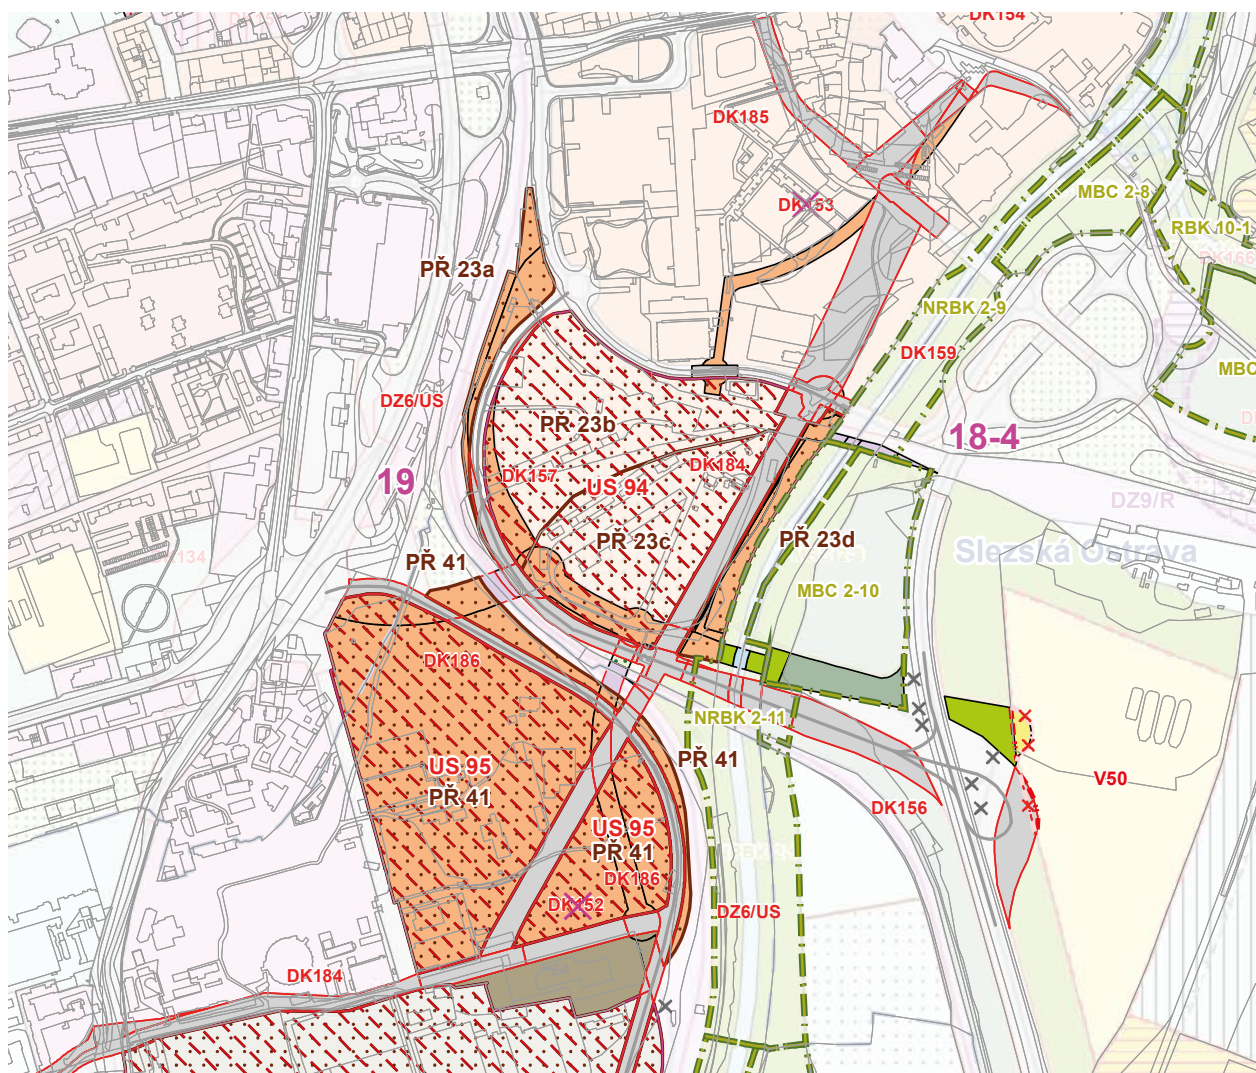 DK154
DK185
MBC 2-8
DK153
RBK 10-1
DK166
PŘ 23a
NRBK 2-9
DK159
MBC
DZ6/US
PŘ 23b
18-4
DK184
DK157
19
US 94
DZ9/R
PŘ 23c
PŘ 23d
Slezská Ostrava
PŘ 41
MBC 2-10
DK186
NRBK 2-11
PŘ 41
US 95
V50
PŘ 41
DK156
US 95
PŘ 41
DK186
DK152
DZ6/US
DK184